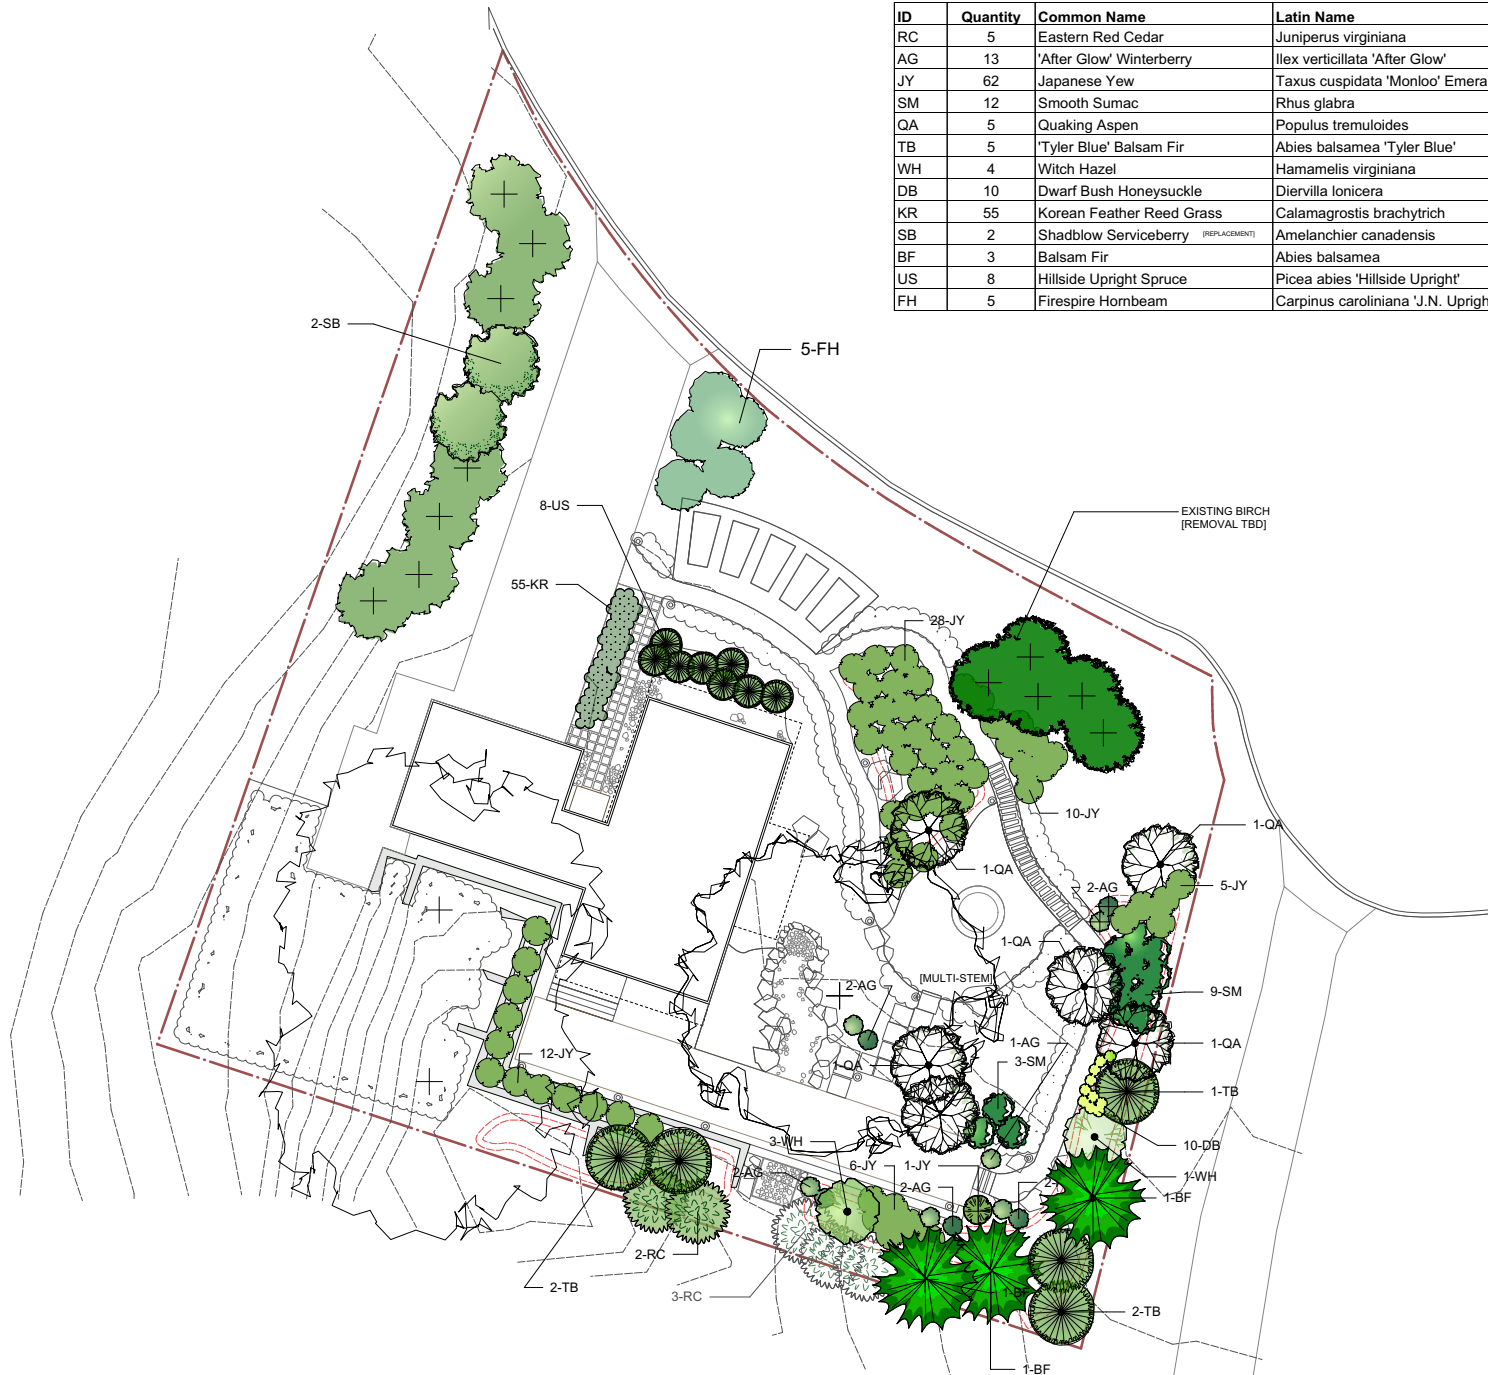 ID Quantity Common Name Latin Name
RC 5 Eastern Red Cedar Juniperus virginiana
AG 13 'After Glow' Winterberry Ilex verticillata 'After Glow'
JY 62 Japanese Yew Taxus cuspidata 'Monloo' Emera
SM 12 Smooth Sumac Rhus glabra
QA 5 Quaking Aspen Populus tremuloides
TB 5 'Tyler Blue' Balsam Fir Abies balsamea 'Tyler Blue'
WH 4 Witch Hazel Hamamelis virginiana
DB 10 Dwarf Bush Honeysuckle Diervilla lonicera
KR 55 Korean Feather Reed Grass Calamagrostis brachytrich
SB 2 Shadblow Serviceberry [REPLACEMENT] Amelanchier canadensis
BF 3 Balsam Fir Abies balsamea
US 8 Hillside Upright Spruce Picea abies 'Hillside Upright'
FH 5 Firespire Hornbeam Carpinus caroliniana 'J.N. Uprigh
2-SB
5-FH
8-US
EXISTING BIRCH
[REMOVAL TBD]
55-KR
28-JY
10-JY
1-QA
1-QA
5-JY
2-AG
1-QA
[MULTI-STEM]
2-AG
9-SM
1-AG
1-QA
12-JY
3-SM
1-QA
1-TB
3-WH
10-DB
2-AG
6-JY
1-JY
1-WH
2-AG
2-
1-BF
2-RC
2-TB
3-RC
1-BF
2-TB
1-BF